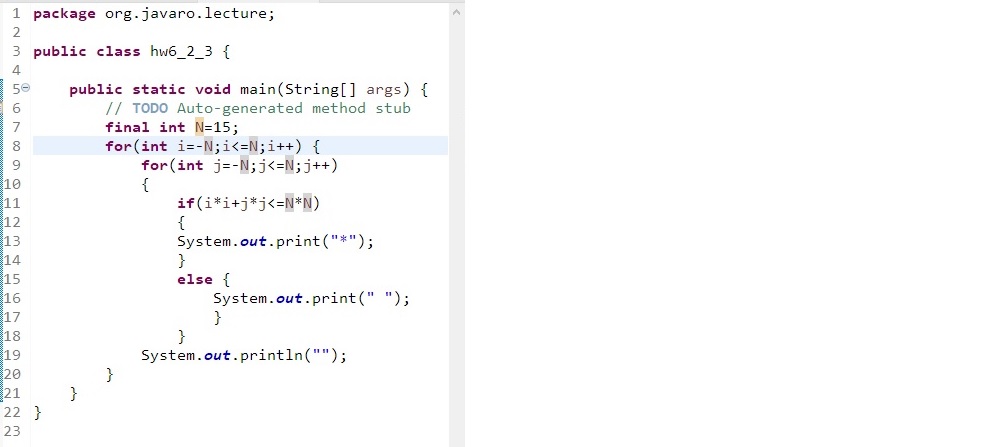 1 package org.javaro.lecture;
2
3 public class hw6_2_3 {
4
5 public static void main(String[] args) {
6 // TODO Auto-generated method stub
7 final int N=15;
8 for(int i=-N;i<=N;i++) {
9 for(int j=-N;j<=N;j++)
10 {
11 if(i*i+j*j<=N*N)
12 {
13 System.out.print("*");
14 }
15 else {
16 System.out.print(" ");
17 }
18 }
19 System.out.println("");
20 }
21 }
22 }
23